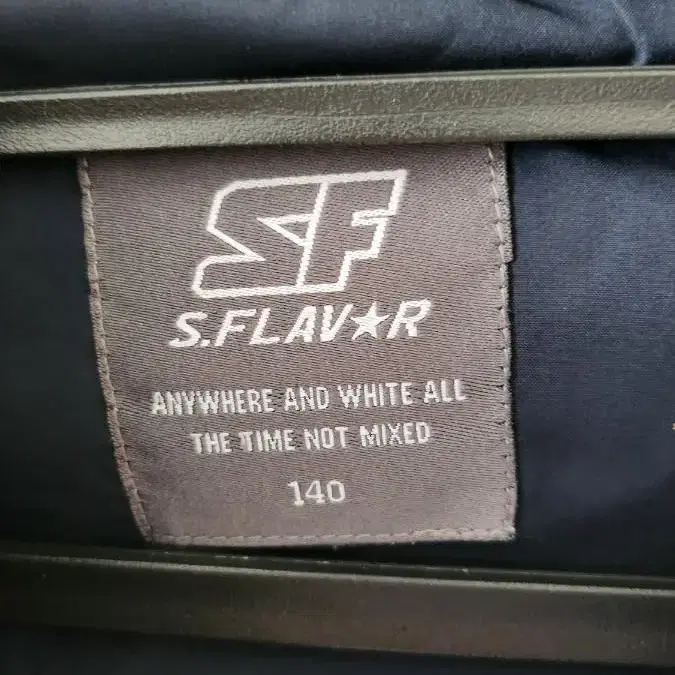 SF
S.FLAV★R
ANYWHERE AND WHITE ALL
THE TIME NOT MIXED
140